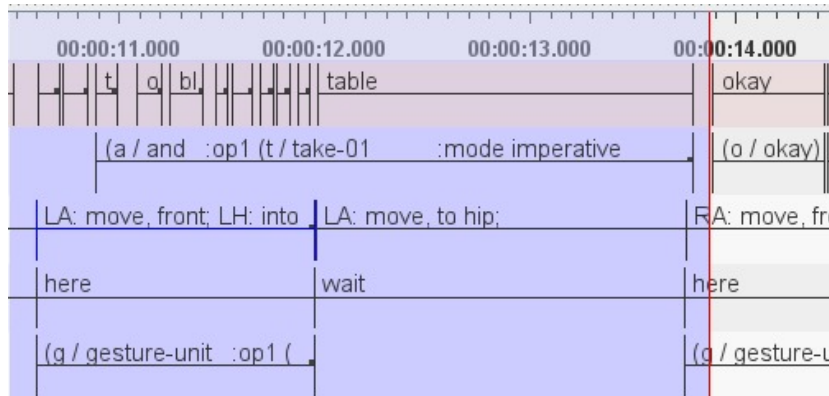 00:00:11.000 00:00:12.000 00:00:13.000 00:00:14.000
t o bl table okay
(a / and :op1 (t / take-01 :mode imperative (o / okay)
LA: move, front; LH: into LA: move, to hip; RA: move, fr
here wait here
(g / gesture-unit :op1 ( (g / gesture-u